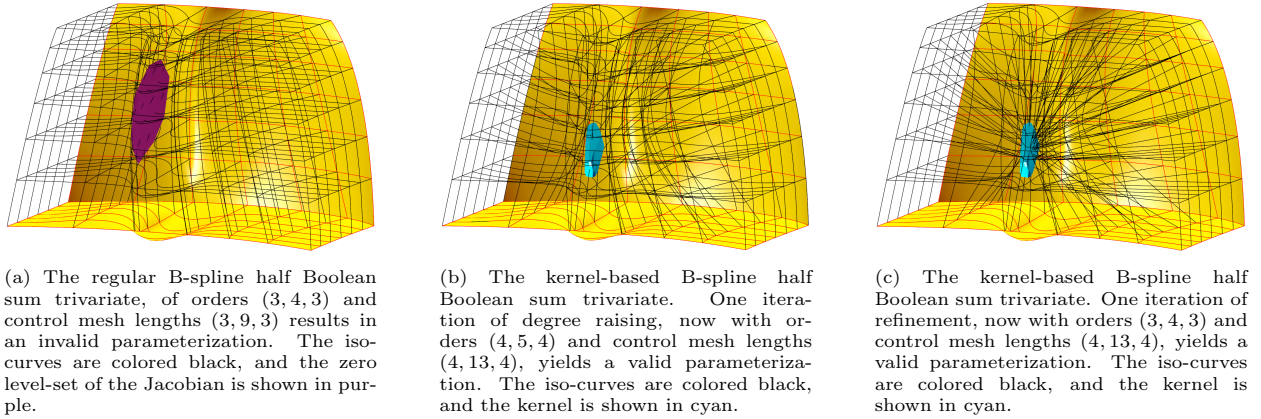 (a) The regular B-spline half Boolean
sum trivariate, of orders (3, 4, 3) and
control mesh lengths (3, 9, 3) results in
an invalid parameterization. The iso-
curves are colored black, and the zero
level-set of the Jacobian is shown in pur-
ple.
(b) The kernel-based B-spline half
Boolean sum trivariate. One itera-
tion of degree raising, now with or-
ders (4, 5, 4) and control mesh lengths
(4, 13, 4), yields a valid parameteriza-
tion. The iso-curves are colored black,
and the kernel is shown in cyan.
(c) The kernel-based B-spline half
Boolean sum trivariate. One iteration of
refinement, now with orders (3, 4, 3) and
control mesh lengths (4, 13, 4), yields a
valid parameterization. The iso-curves
are colored black, and the kernel is
shown in cyan.